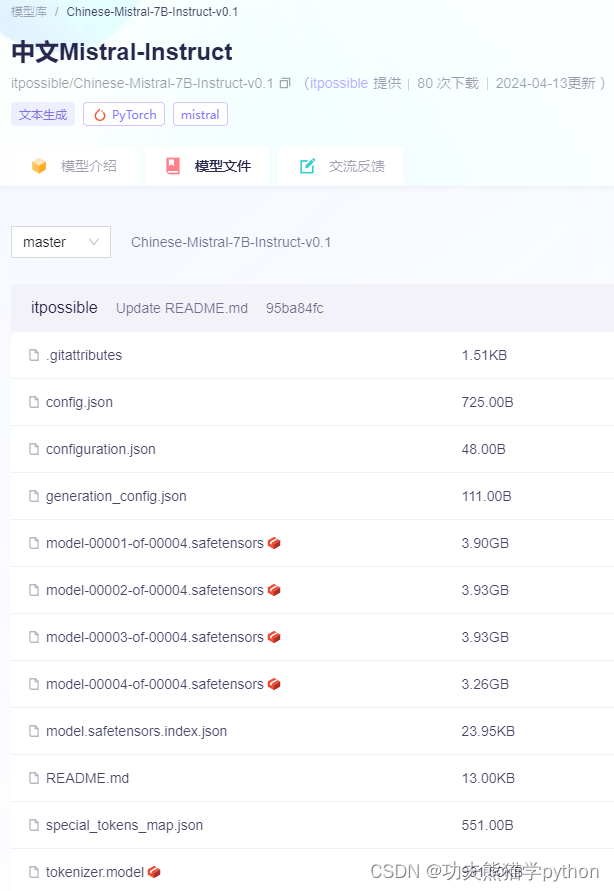 模型库 / Chinese-Mistral-7B-Instruct-v0.1
中文Mistral-Instruct
itpossible/Chinese-Mistral-7B-Instruct-v0.1 （itpossible 提供 | 80 次下载 | 2024-04-13更新 ）
文本生成 PyTorch mistral
模型介绍 模型文件 交流反馈
master Chinese-Mistral-7B-Instruct-v0.1
itpossible Update README.md 95ba84fc
.gitattributes 1.51KB
config.json 725.00B
configuration.json 48.00B
generation_config.json 111.00B
model-00001-of-00004.safetensors 3.90GB
model-00002-of-00004.safetensors 3.93GB
model-00003-of-00004.safetensors 3.93GB
model-00004-of-00004.safetensors 3.26GB
model.safetensors.index.json 23.95KB
README.md 13.00KB
special_tokens_map.json 551.00B
tokenizer.model
CSDN @功夫熊猫学python